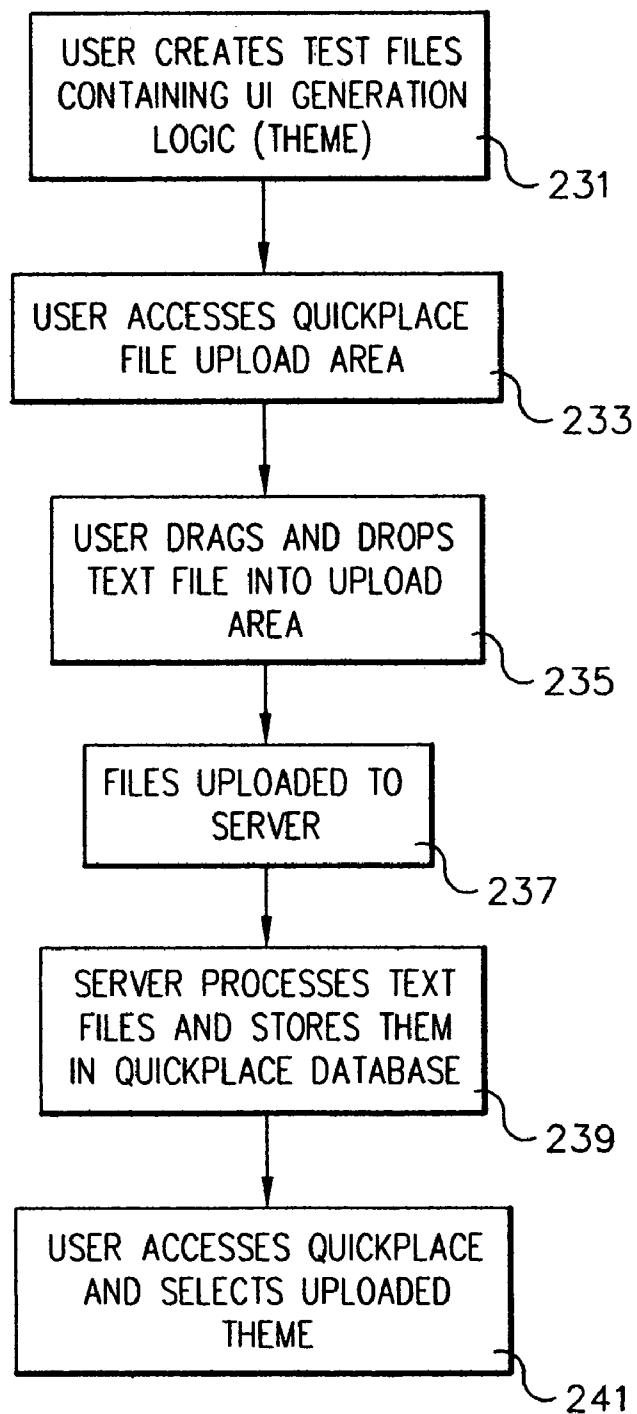 USER CREATES TEST FILES
CONTAINING UI GENERATION
LOGIC (THEME)
231
USER ACCESSES QUICKPLACE
FILE UPLOAD AREA
233
USER DRAGS AND DROPS
TEXT FILE INTO UPLOAD
AREA
235
FILES UPLOADED TO
SERVER
237
SERVER PROCESSES TEXT
FILES AND STORES THEM
IN QUICKPLACE DATABASE
239
USER ACCESSES QUICKPLACE
AND SELECTS UPLOADED
THEME
241